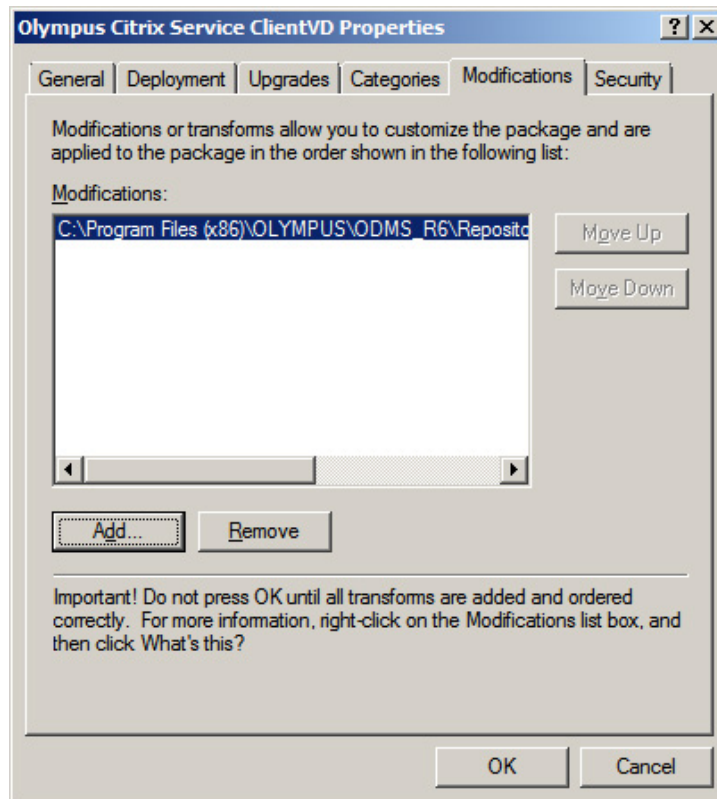 Olympus Citrix Service ClientVD Properties
General Deployment Upgrades Categories Modifications Security
Modifications or transforms allow you to customize the package and are
applied to the package in the order shown in the following list:
Modifications:
C:\Program Files (x86)\OLYMPUS\ODMS_R6\Reposito
Move Up
Move Down
Add... Remove
Important! Do not press OK until all transforms are added and ordered
correctly. For more information, right-click on the Modifications list box, and
then click What's this?
OK Cancel